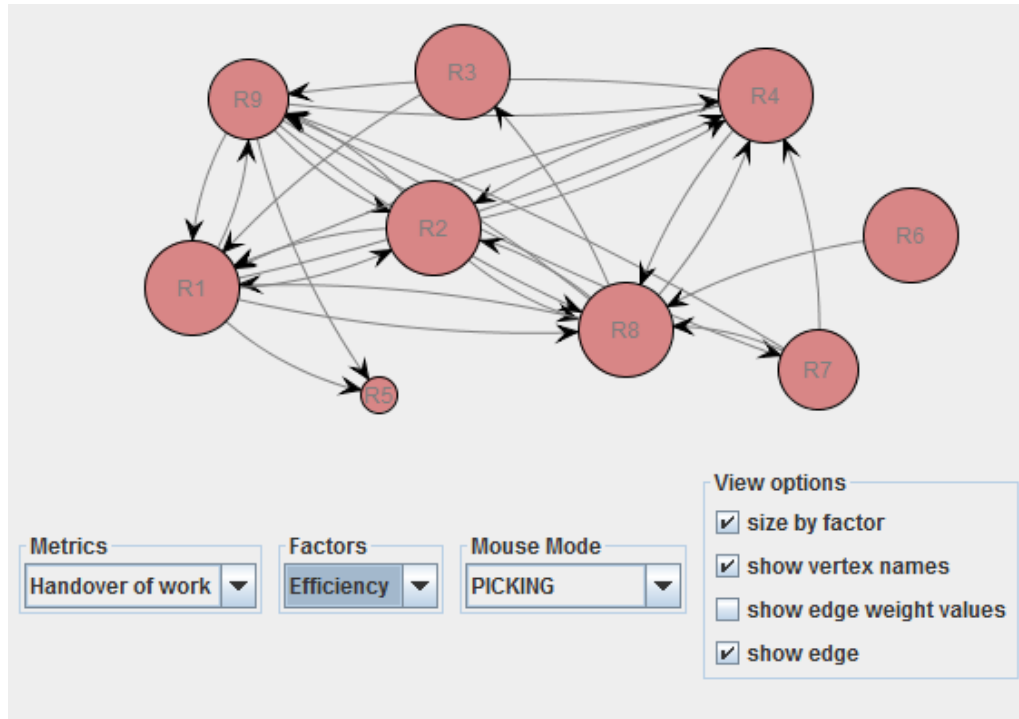 R3
R9
R4
R2
R6
R1
R8
R7
R5
View options
size by factor
show vertex names
show edge weight values
show edge
Metrics
Handover of work
Factors
Efficiency
Mouse Mode
PICKING